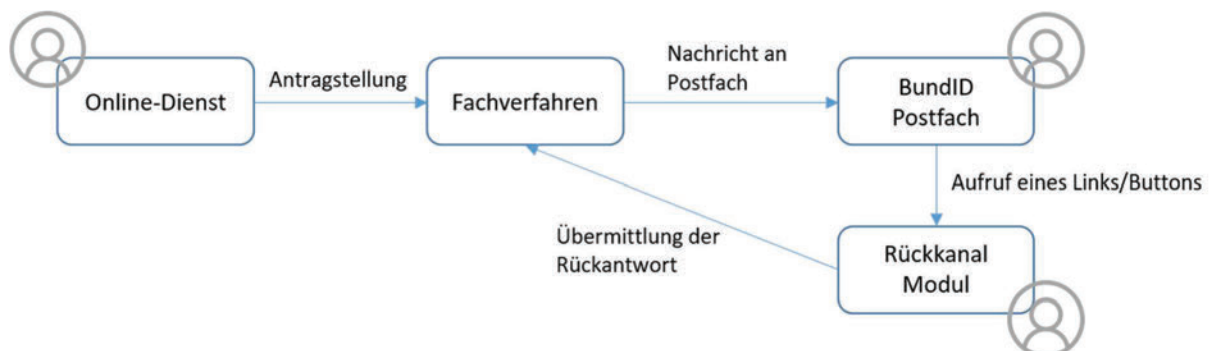 Online-Dienst
Antragstellung
Fachverfahren
Nachricht an
Postfach
BundID
Postfach
Aufruf eines Links/Buttons
Rückkanal
Modul
Übermittlung der
Rückantwort